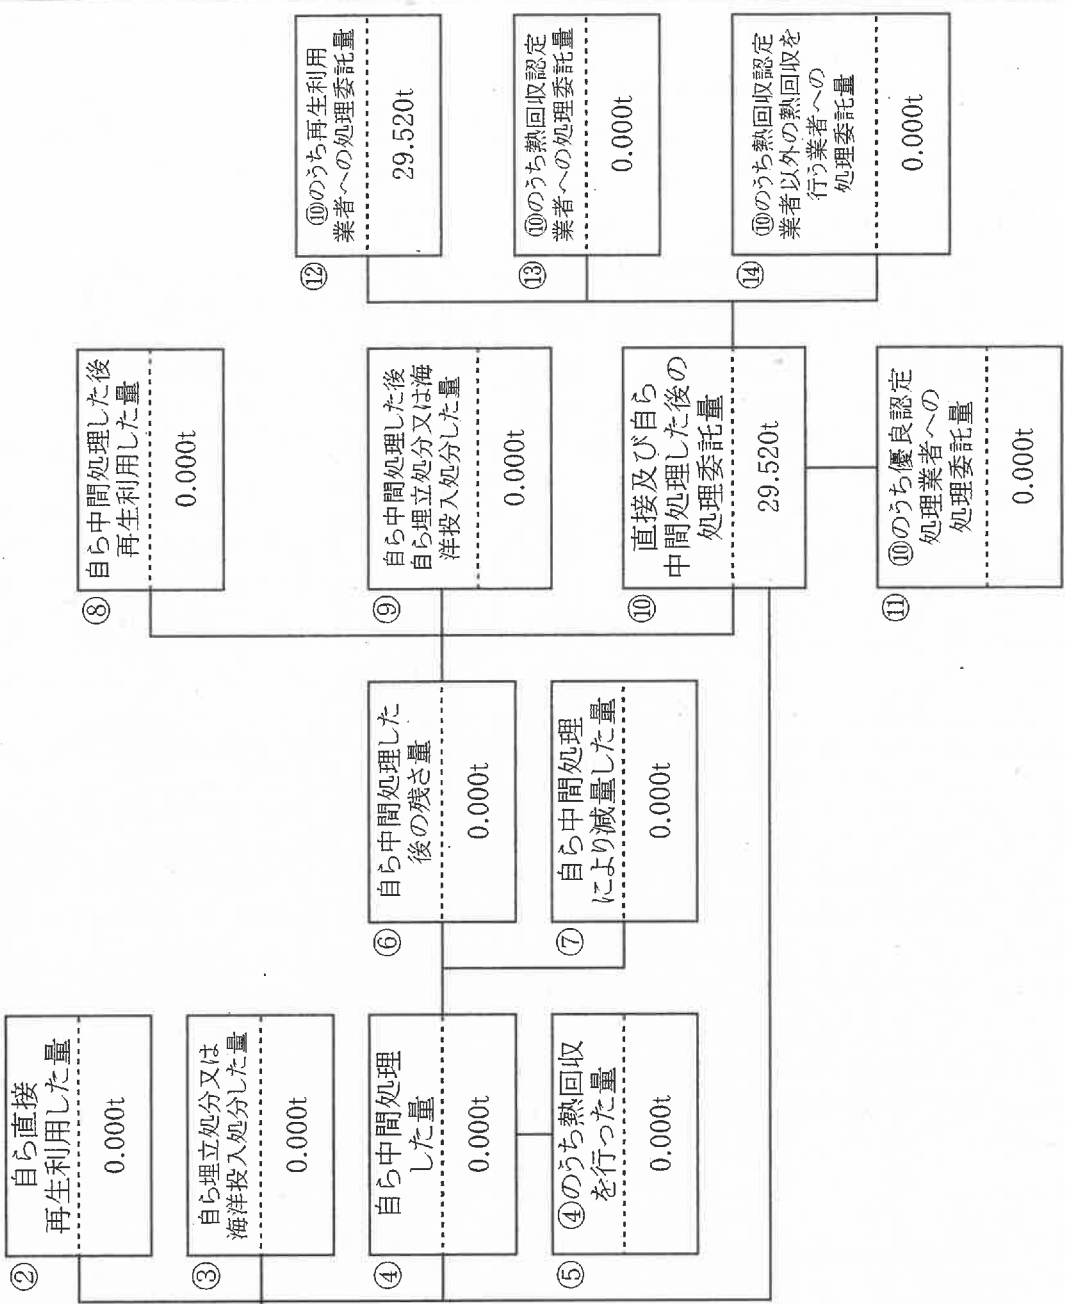 ②
自ら直接
再生利用した量
0.000t
③
自ら埋立処分又は
海洋投入処分した量
0.000t
④
自ら中間処理
した量
0.000t
⑤
④のうち熱回収
を行った量
0.000t
⑥
自ら中間処理した
後の残さ量
0.000t
⑦
自ら中間処理
により減量した量
0.000t
⑧
自ら中間処理した後
再生利用した量
0.000t
⑨
自ら中間処理した後
自ら埋立処分又は海
洋投入処分した量
0.000t
⑩
直接及び自ら
中間処理した後の
処理委託量
29.520t
⑪
⑩のうち優良認定
処理業者への
処理委託量
0.000t
⑫
⑩のうち再生利用
業者への処理委託量
29.520t
⑬
⑩のうち熱回収認定
業者への処理委託量
0.000t
⑭
⑩のうち熱回収認定
業者以外の熱回収を
行う業者への
処理委託量
0.000t